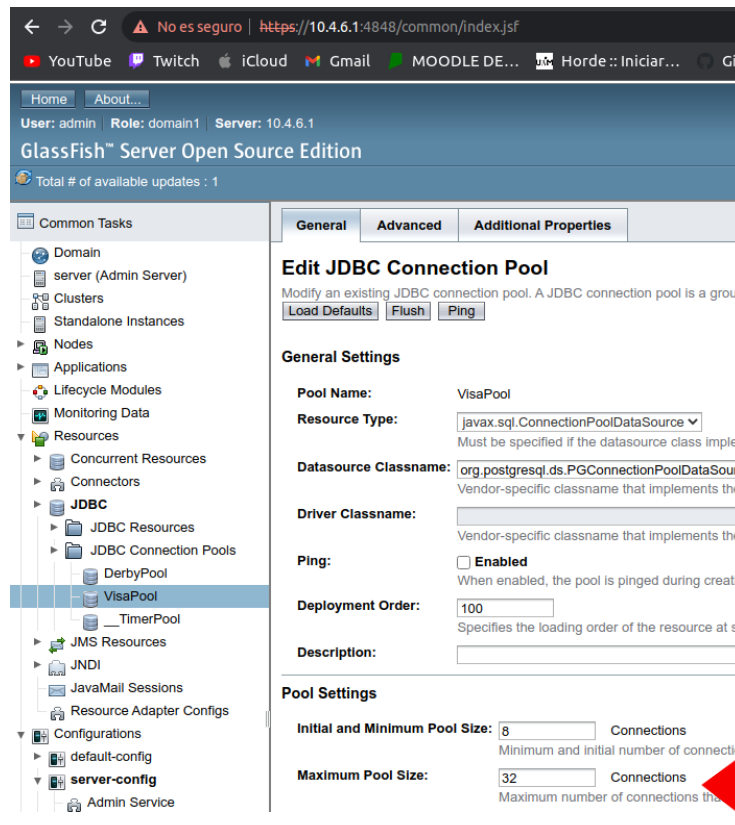 No es seguro | https://10.4.6.1:4848/common/index.jsf
YouTube Twitch iCloud Gmail MOODLE DE... Horde :: Iniciar...
Home About...
User: admin Role: domain1 Server: 10.4.6.1
GlassFish™ Server Open Source Edition
Total # of available updates : 1
Common Tasks
Domain
server (Admin Server)
Clusters
Standalone Instances
Nodes
Applications
Lifecycle Modules
Monitoring Data
Resources
Concurrent Resources
Connectors
JDBC
JDBC Resources
JDBC Connection Pools
DerbyPool
VisaPool
__TimerPool
JMS Resources
JNDI
JavaMail Sessions
Resource Adapter Configs
Configurations
default-config
server-config
Admin Service
General Advanced Additional Properties
Edit JDBC Connection Pool
Modify an existing JDBC connection pool. A JDBC connection pool is a
Load Defaults Flush Ping
General Settings
Pool Name: VisaPool
Resource Type: javax.sql.ConnectionPoolDataSource
Must be specified if the datasource class
Datasource Classname: org.postgresql.ds.PGConnectionPoolDataSour
Vendor-specific classname that implements
Driver Classname:
Vendor-specific classname that implements
Ping: Enabled
When enabled, the pool is pinged during
Deployment Order: 100
Specifies the loading order of the resource at
Description:
Pool Settings
Initial and Minimum Pool Size: 8 Connections
Minimum and initial number of
Maximum Pool Size: 32 Connections
Maximum number of connections